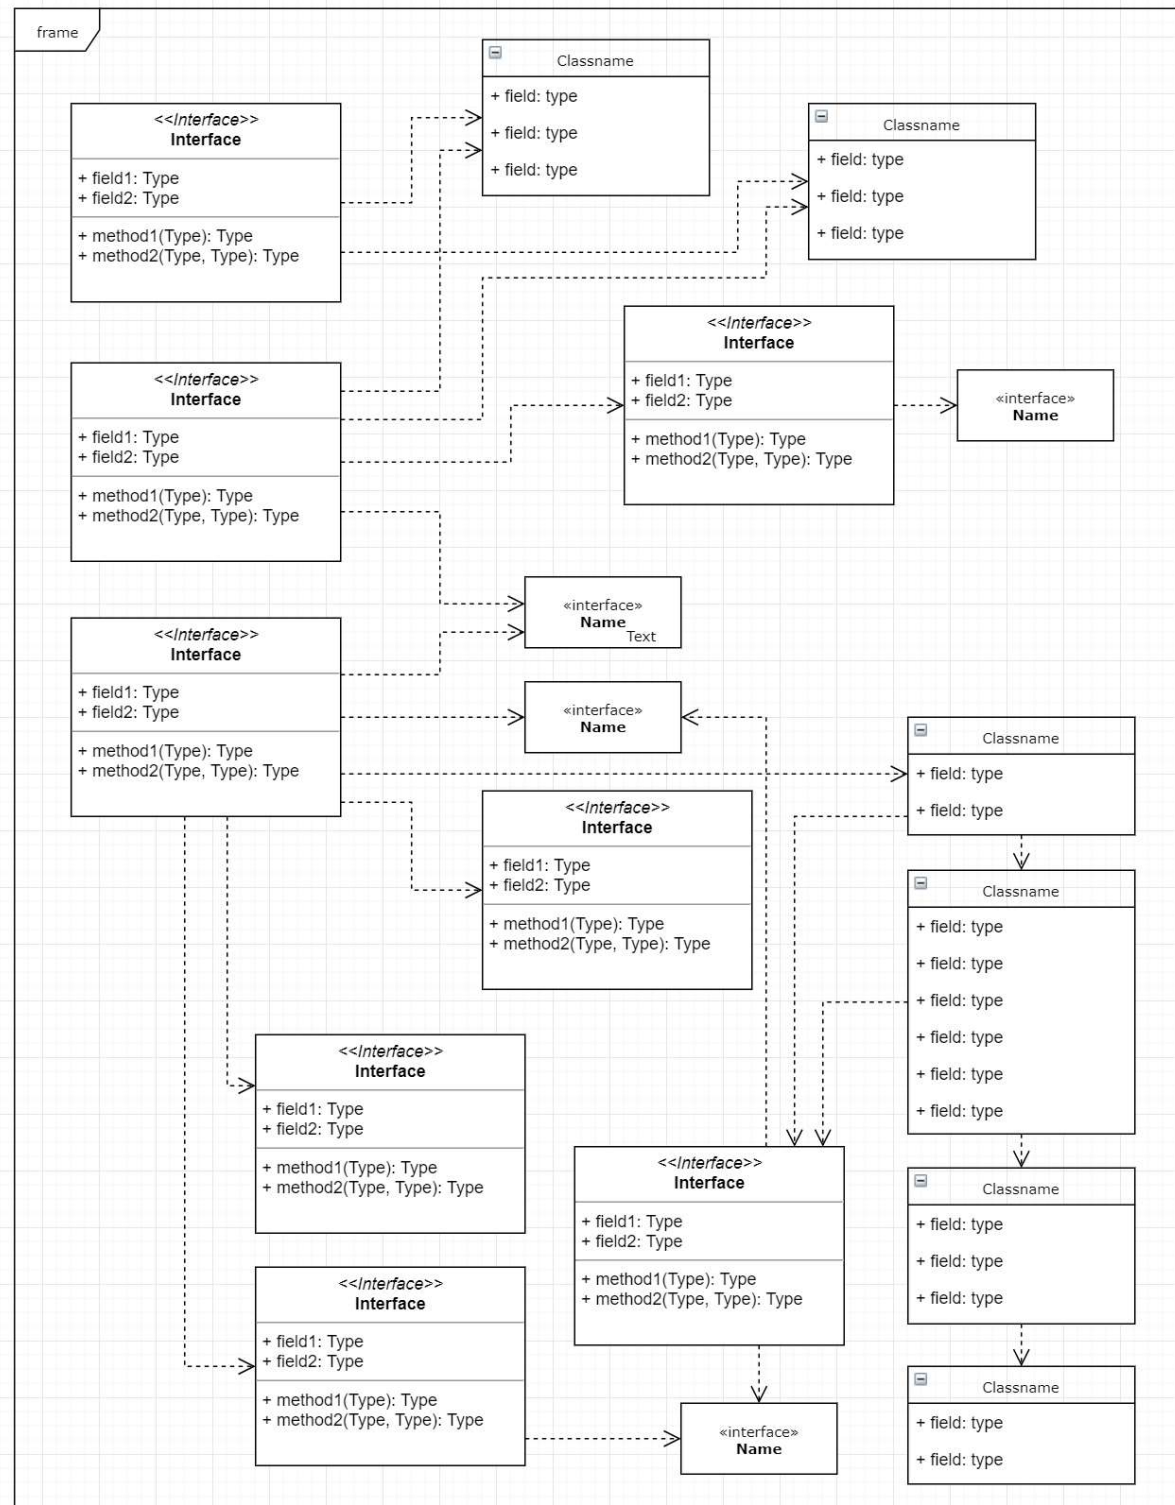 frame
Classname
+ field: type
+ field: type
+ field: type
<<Interface>>
Interface
+ field1: Type
+ field2: Type
+ method1(Type): Type
+ method2(Type, Type): Type
Classname
+ field: type
+ field: type
+ field: type
<<Interface>>
Interface
+ field1: Type
+ field2: Type
+ method1(Type): Type
+ method2(Type, Type): Type
<<Interface>>
Interface
+ field1: Type
+ field2: Type
+ method1(Type): Type
+ method2(Type, Type): Type
«interface»
Name
«interface»
Name
Text
<<Interface>>
Interface
+ field1: Type
+ field2: Type
+ method1(Type): Type
+ method2(Type, Type): Type
«interface»
Name
Classname
+ field: type
+ field: type
<<Interface>>
Interface
+ field1: Type
+ field2: Type
+ method1(Type): Type
+ method2(Type, Type): Type
Classname
+ field: type
+ field: type
+ field: type
+ field: type
+ field: type
+ field: type
<<Interface>>
Interface
+ field1: Type
+ field2: Type
+ method1(Type): Type
+ method2(Type, Type): Type
<<Interface>>
Interface
+ field1: Type
+ field2: Type
+ method1(Type): Type
+ method2(Type, Type): Type
Classname
+ field: type
+ field: type
+ field: type
<<Interface>>
Interface
+ field1: Type
+ field2: Type
+ method1(Type): Type
+ method2(Type, Type): Type
«interface»
Name
Classname
+ field: type
+ field: type